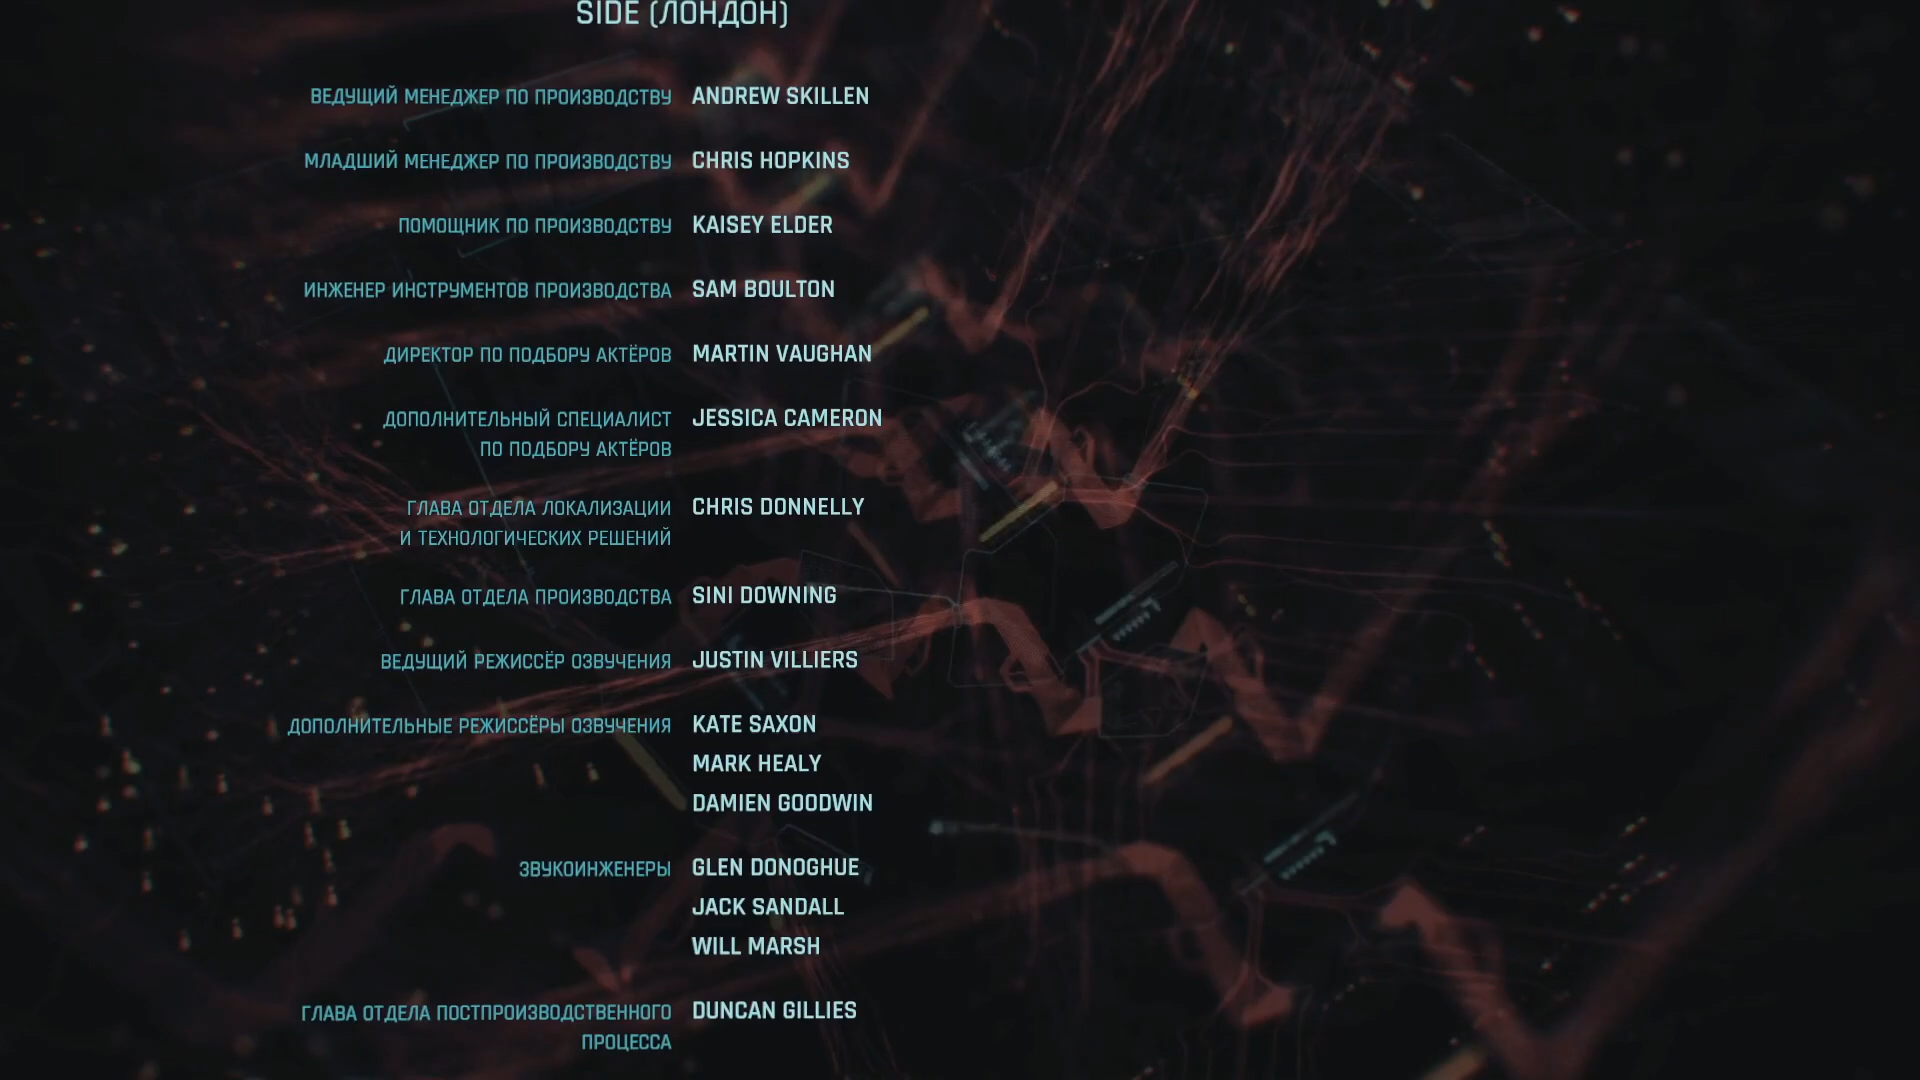 SIDE (ЛОНДОН)
ВЕДУЩИЙ МЕНЕДЖЕР ПО ПРОИЗВОДСТВУ ANDREW SKILLEN
МЛАДШИЙ МЕНЕДЖЕР ПО ПРОИЗВОДСТВУ CHRIS HOPKINS
ПОМОЩНИК ПО ПРОИЗВОДСТВУ KAISEY ELDER
ИНЖЕНЕР ИНСТРУМЕНТОВ ПРОИЗВОДСТВА SAM BOULTON
ДИРЕКТОР ПО ПОДБОРУ АКТЁРОВ MARTIN VAUGHAN
ДОПОЛНИТЕЛЬНЫЙ СПЕЦИАЛИСТ JESSICA CAMERON
ПО ПОДБОРУ АКТЁРОВ
ГЛАВА ОТДЕЛА ЛОКАЛИЗАЦИИ CHRIS DONNELLY
И ТЕХНОЛОГИЧЕСКИХ РЕШЕНИЙ
ГЛАВА ОТДЕЛА ПРОИЗВОДСТВА SINI DOWNING
ВЕДУЩИЙ РЕЖИССЁР ОЗВУЧЕНИЯ JUSTIN VILLIERS
ДОПОЛНИТЕЛЬНЫЕ РЕЖИССЁРЫ ОЗВУЧЕНИЯ KATE SAXON
MARK HEALY
DAMIEN GOODWIN
ЗВУКОИНЖЕНЕРЫ GLEN DONOGHUE
JACK SANDALL
WILL MARSH
ГЛАВА ОТДЕЛА ПОСТПРОИЗВОДСТВЕННОГО DUNCAN GILLIES
ПРОЦЕССА